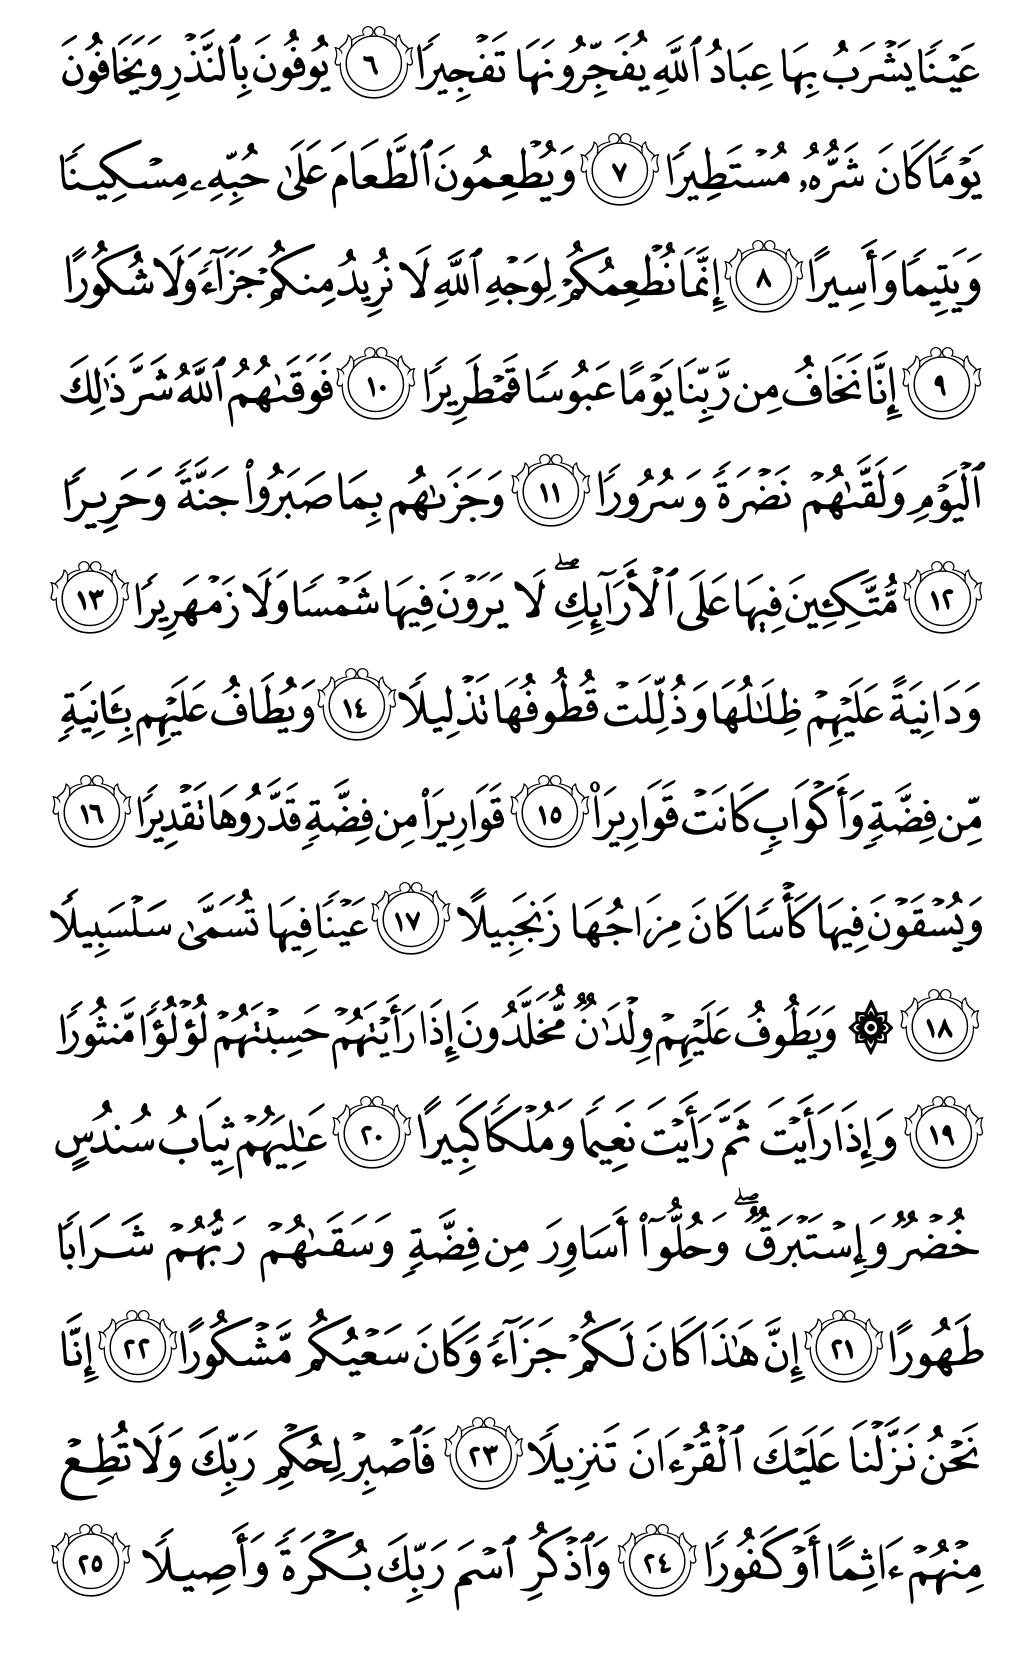 عَيۡنٗا يَشۡرَبُ بِهَا عِبَادُ ٱللَّهِ يُفَجِّرُونَهَا تَفۡجِيرٗا ٦ يُوفُونَ بِٱلنَّذۡرِ وَيَخَافُونَ
يَوۡمٗا كَانَ شَرُّهُۥ مُسۡتَطِيرٗا ٧ وَيُطۡعِمُونَ ٱلطَّعَامَ عَلَىٰ حُبِّهِۦ مِسۡكِينٗا
وَيَتِيمٗا وَأَسِيرًا ٨ إِنَّمَا نُطۡعِمُكُمۡ لِوَجۡهِ ٱللَّهِ لَا نُرِيدُ مِنكُمۡ جَزَآءٗ وَلَا شُكُورًا
٩ إِنَّا نَخَافُ مِن رَّبِّنَا يَوۡمًا عَبُوسٗا قَمۡطَرِيرٗا ١٠ فَوَقَىٰهُمُ ٱللَّهُ شَرَّ ذَٰلِكَ
ٱلۡيَوۡمِ وَلَقَّىٰهُمۡ نَضۡرَةٗ وَسُرُورٗا ١١ وَجَزَىٰهُم بِمَا صَبَرُواْ جَنَّةٗ وَحَرِيرٗا
١٢ مُّتَّكِـِٔينَ فِيهَا عَلَى ٱلۡأَرَآئِكِۖ لَا يَرَوۡنَ فِيهَا شَمۡسٗا وَلَا زَمۡهَرِيرٗا ١٣
وَدَانِيَةً عَلَيۡهِمۡ ظِلَٰلُهَا وَذُلِّلَتۡ قُطُوفُهَا تَذۡلِيلٗا ١٤ وَيُطَافُ عَلَيۡهِم بِـَٔانِيَةٖ
مِّن فِضَّةٖ وَأَكۡوَابٖ كَانَتۡ قَوَارِيرَا۠ ١٥ قَوَارِيرَاْ مِن فِضَّةٖ قَدَّرُوهَا تَقۡدِيرٗا ١٦
وَيُسۡقَوۡنَ فِيهَا كَأۡسٗا كَانَ مِزَاجُهَا زَنجَبِيلًا ١٧ عَيۡنٗا فِيهَا تُسَمَّىٰ سَلۡسَبِيلٗا
١٨ ۞ وَيَطُوفُ عَلَيۡهِمۡ وِلۡدَٰنٞ مُّخَلَّدُونَ إِذَا رَأَيۡتَهُمۡ حَسِبۡتَهُمۡ لُؤۡلُؤٗا مَّنثُورٗا
١٩ وَإِذَا رَأَيۡتَ ثَمَّ رَأَيۡتَ نَعِيمٗا وَمُلۡكٗا كَبِيرًا ٢٠ عَٰلِيَهُمۡ ثِيَابُ سُندُسٍ
خُضۡرٞ وَإِسۡتَبۡرَقٞۖ وَحُلُّوٓاْ أَسَاوِرَ مِن فِضَّةٖ وَسَقَىٰهُمۡ رَبُّهُمۡ شَرَابٗا
طَهُورًا ٢١ إِنَّ هَٰذَا كَانَ لَكُمۡ جَزَآءٗ وَكَانَ سَعۡيُكُم مَّشۡكُورًا ٢٢ إِنَّا
نَحۡنُ نَزَّلۡنَا عَلَيۡكَ ٱلۡقُرۡءَانَ تَنزِيلٗا ٢٣ فَٱصۡبِرۡ لِحُكۡمِ رَبِّكَ وَلَا تُطِعۡ
مِنۡهُمۡ ءَاثِمًا أَوۡ كَفُورٗا ٢٤ وَٱذۡكُرِ ٱسۡمَ رَبِّكَ بُكۡرَةٗ وَأَصِيلٗا ٢٥